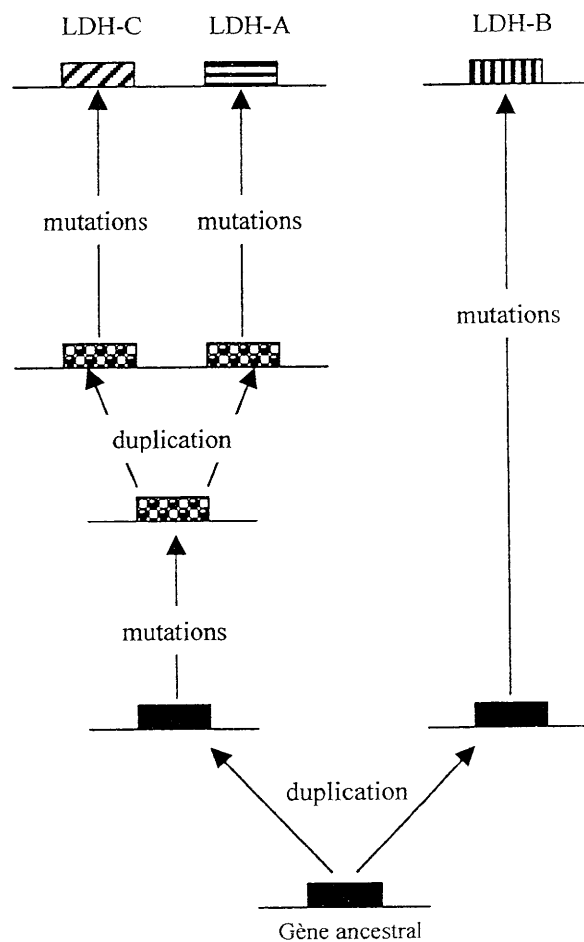 LDH-C LDH-A LDH-B
mutations mutations
mutations
duplication
mutations
duplication
Gène ancestral